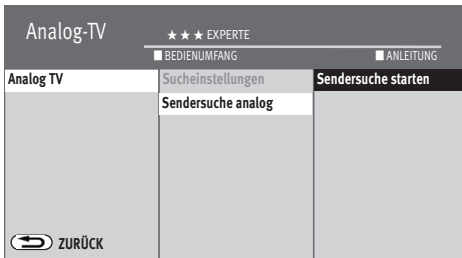 Analog-TV
★ ★ ★ EXPERTE
BEDIENUMFANG ANLEITUNG
Analog TV Sucheinstellungen Sendersuche starten
Sendersuche analog
ZURÜCK